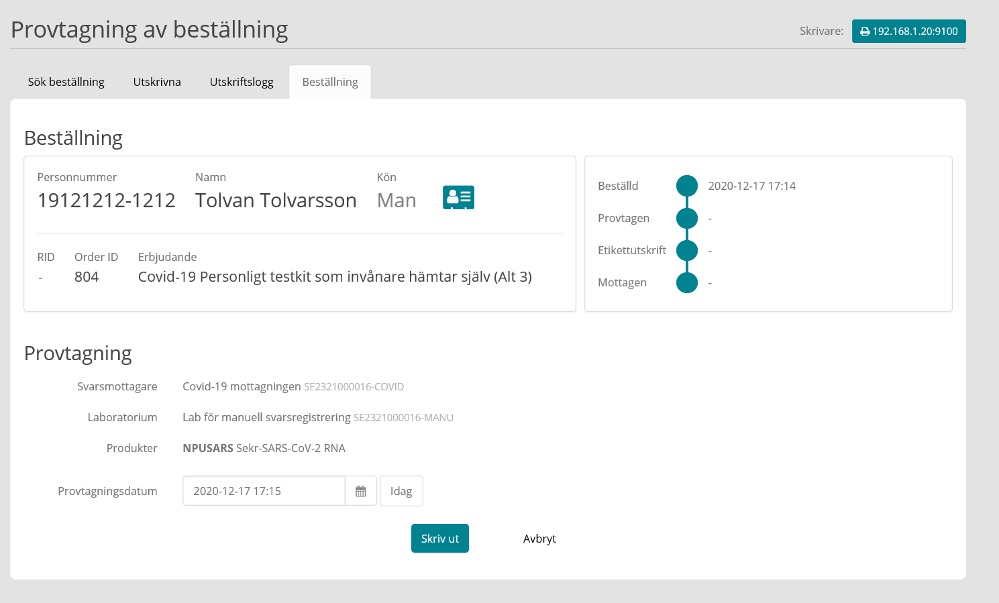 Provtagning av beställning
Skrivare: 192.168.1.20:9100
Sök beställning Utskrivna Utskriftslogg Beställning
Beställning
Personnummer Namn Kön
19121212-1212 Tolvan Tolvarsson Man
RID Order ID Erbjudande
- 804 Covid-19 Personligt testkit som invånare hämtar själv (Alt 3)
Beställd 2020-12-17 17:14
Provtagen -
Etikettutskrift -
Mottagen -
Provtagning
Svarsmottagare Covid-19 mottagningen SE2321000016-COVID
Laboratorium Lab för manuell svarsregistrering SE2321000016-MANU
Produkter NPUSARS Sekr-SARS-CoV-2 RNA
Provtagningsdatum 2020-12-17 17:15 Idag
Skriv ut Avbryt